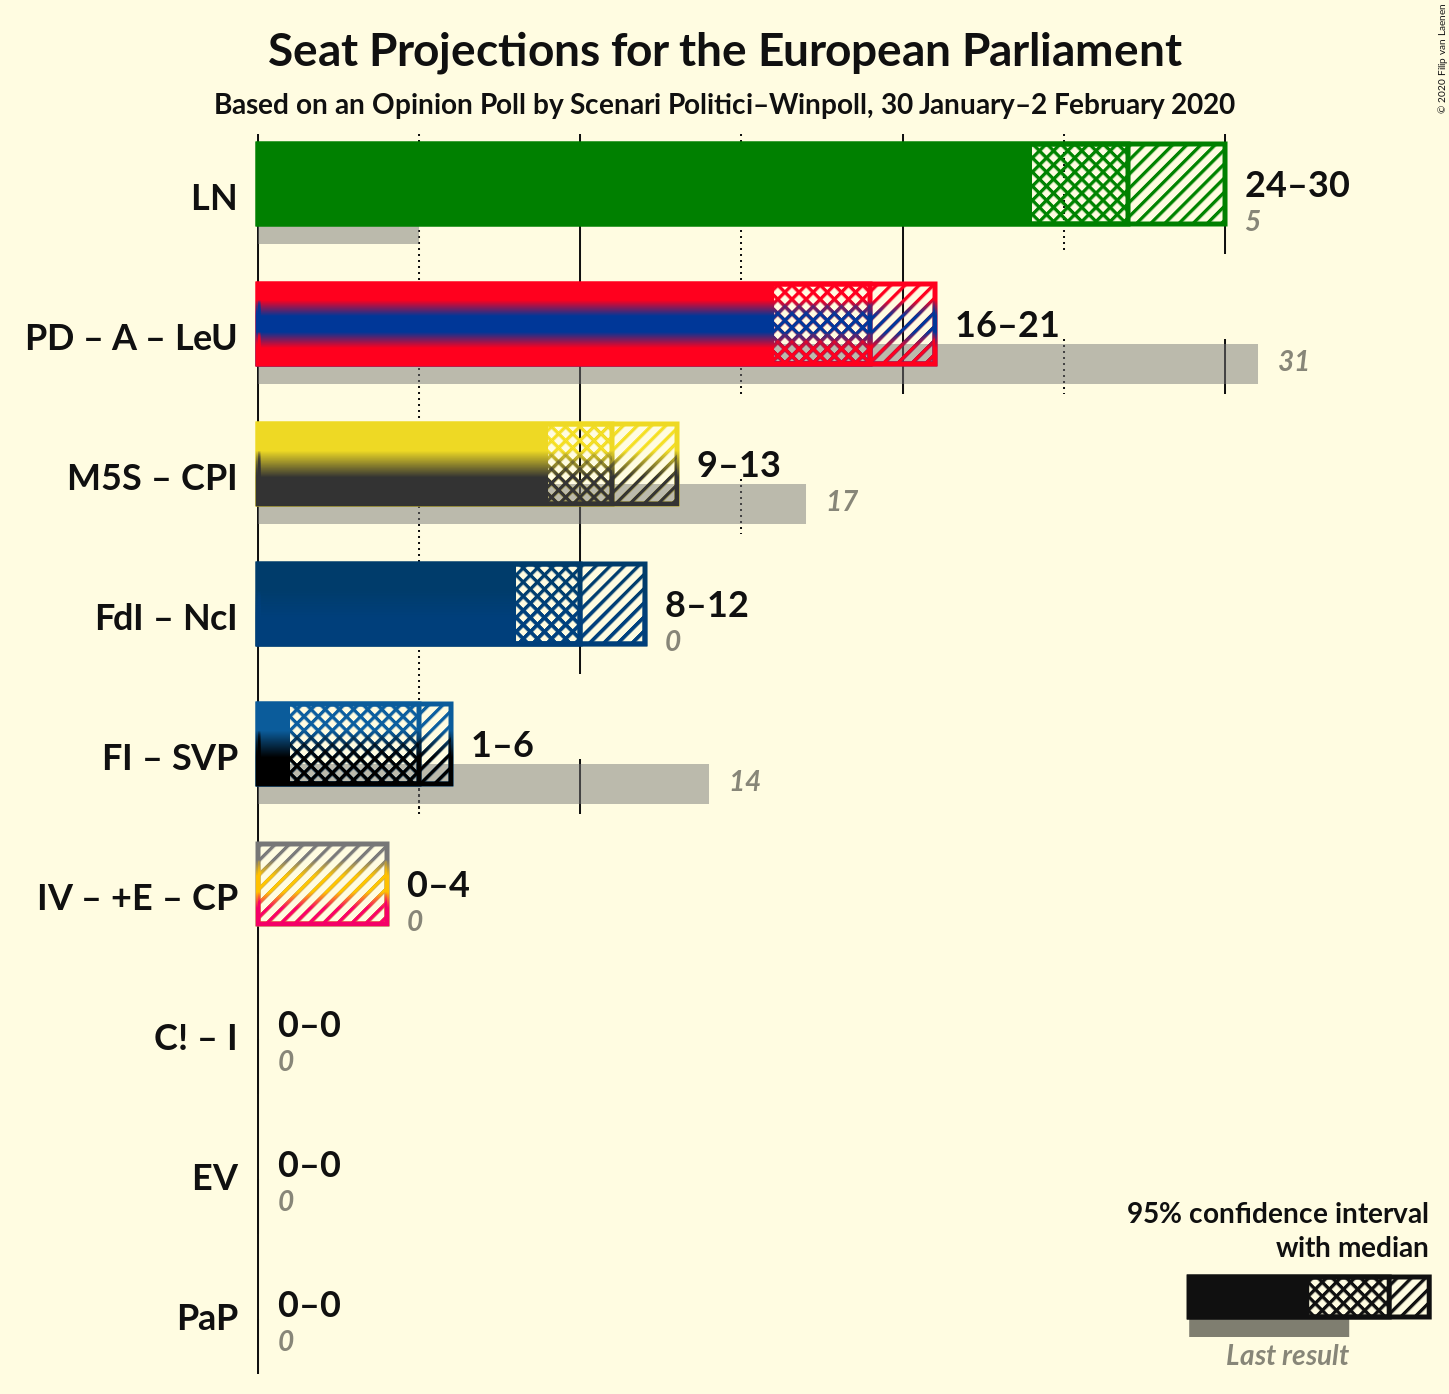 Seat Projections for the European Parliament
Based on an Opinion Poll by Scenari Politici–Winpoll, 30 January–2 February 2020
© 2020 Filip van Laenen
LN
24–30
5
PD – A – LeU
16–21
31
M5S – CPI
9–13
17
FdI – NcI
8–12
0
FI – SVP
1–6
14
IV – +E – CP
0–4
0
C! – I
0–0
0
EV
0–0
0
PaP
0–0
0
95% confidence interval
with median
Last result